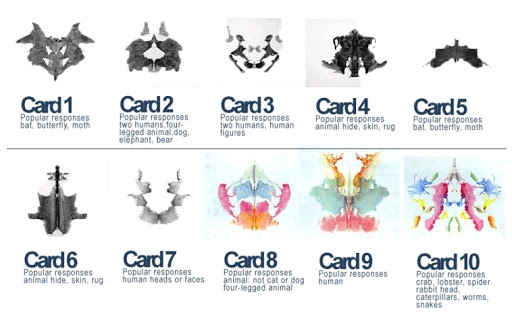 Card 1
Popular responses
bat, butterfly, moth
Card 2
Popular responses
two humans,four-
legged animal,dog,
elephant, bear
Card 3
Popular responses
two humans, human
figures
Card 4
Popular responses
animal hide, skin, rug
Card 5
Popular responses
bat, butterfly, moth
Card 6
Popular responses
animal hide, skin, rug
Card 7
Popular responses
human heads or faces
Card 8
Popular responses
animal: not cat or dog
four-legged animal
Card 9
Popular responses
human
Card 10
Popular responses
crab, lobster, spider
rabbit head,
caterpillars, worms,
snakes